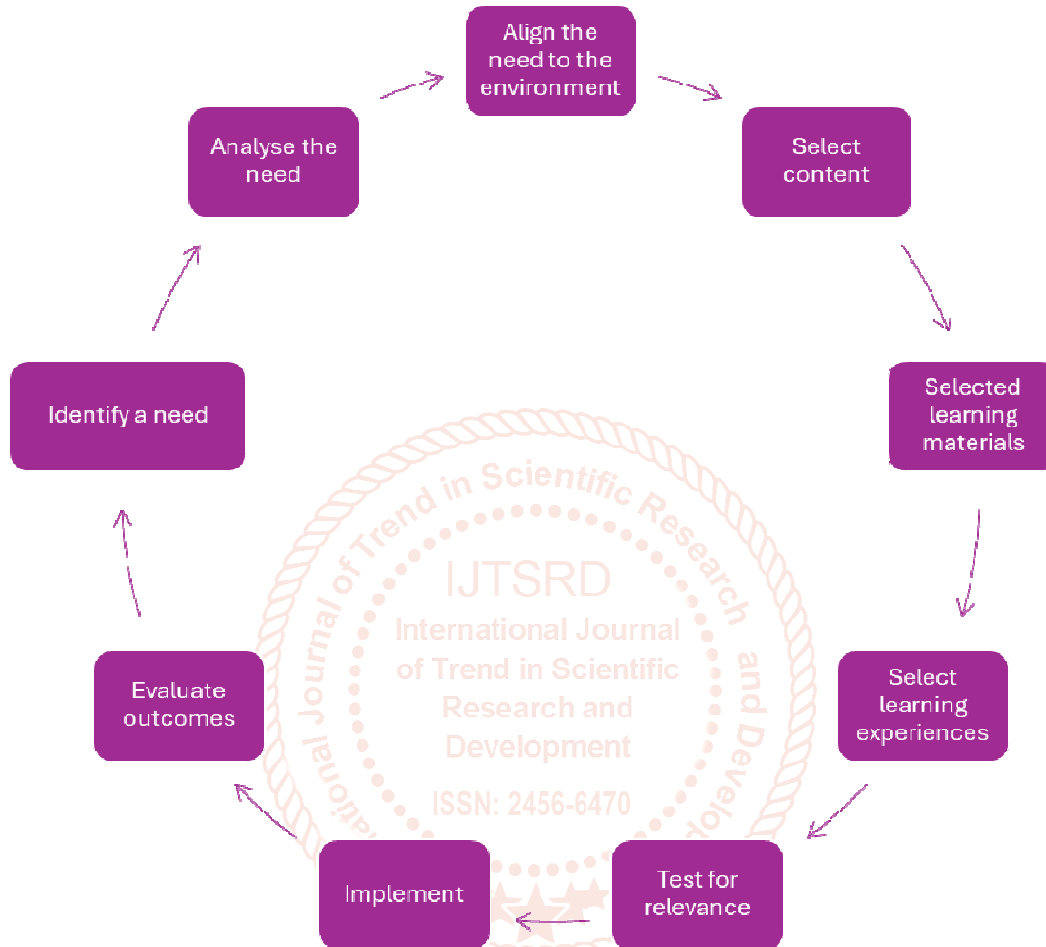 Align the
need to the
environment
Analyse the
need
Select
content
Identify a need
Selected
learning
materials
Evaluate
outcomes
Select
learning
experiences
Implement
Test for
relevance
International Journal of Trend in Scientific Research and Development
IJTSRD
International Journal
of Trend in Scientific
Research and
Development
ISSN: 2456-6470